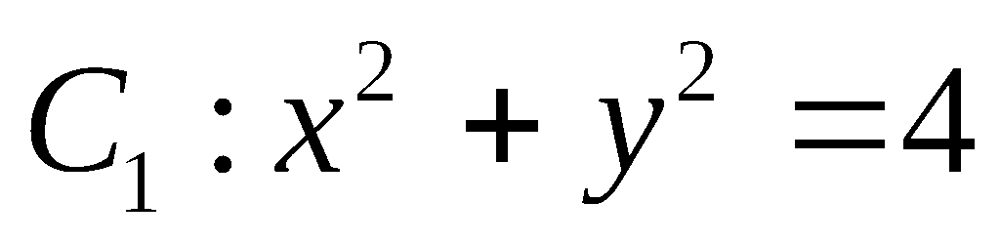 C₁ : x² + y² = 4